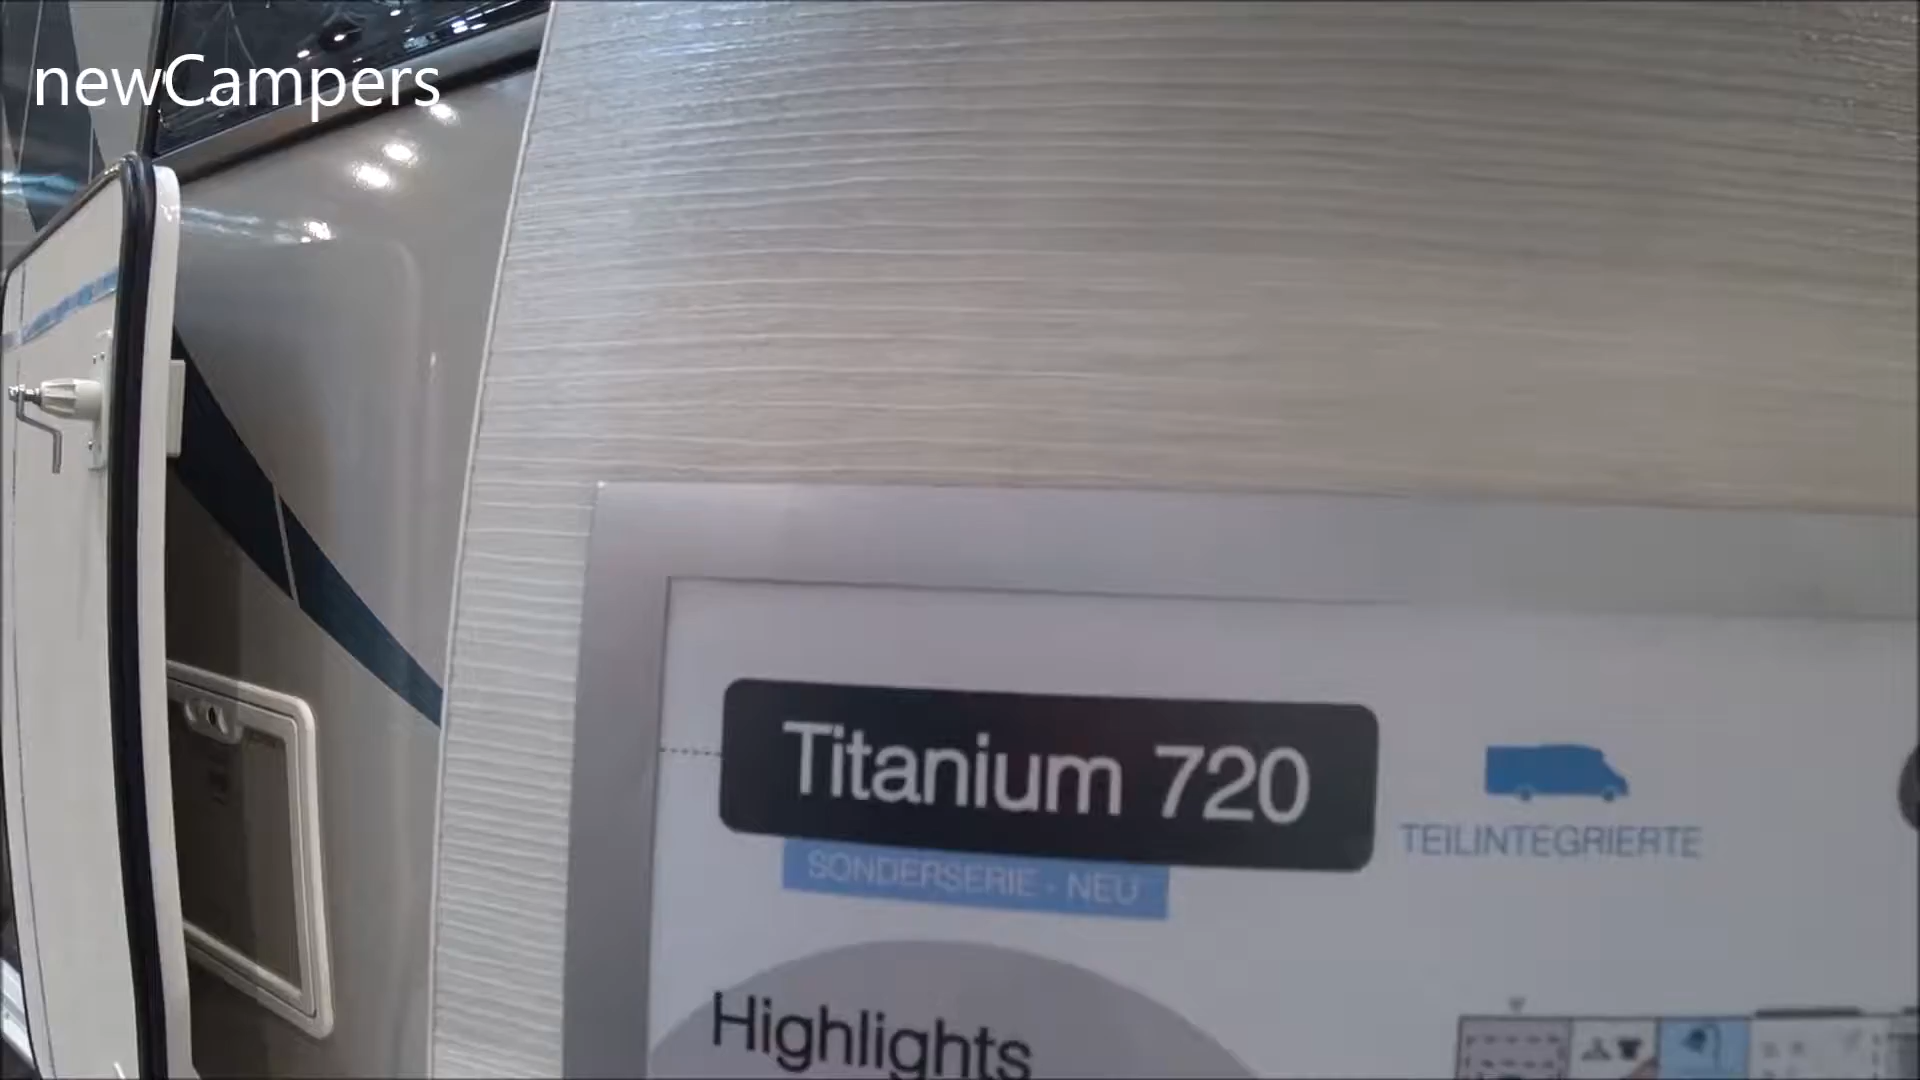 newCampers
Titanium 720
TEILINTEGRIERTE
SONDERSERIE - NEU
Highlights